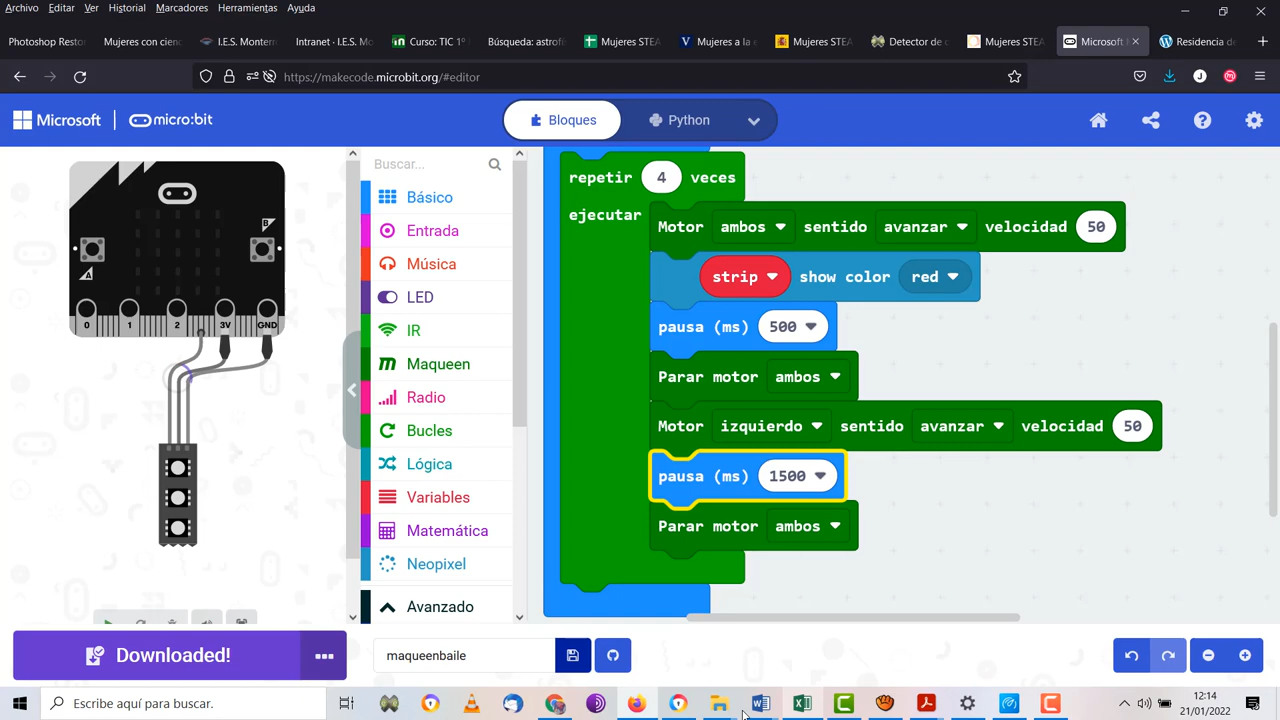 Archivo Editar Ver Historial Marcadores Herramientas Ayuda
Photoshop Resto Mujeres con cienc I.E.S. Monterr Intranet - I.E.S. Mo Curso: TIC 1º Búsqueda: astrofí Mujeres STEA Mujeres a la c Mujeres STEA Detector de c Mujeres STEA Microsoft M Residencia de
https://makecode.microbit.org/#editor
Microsoft micro:bit Bloques Python
Buscar...
Básico
Entrada
Música
LED
IR
Maqueen
Radio
Bucles
Lógica
Variables
Matemática
Neopixel
Avanzado
B
A
0 1 2 3V GND
repetir 4 veces
ejecutar
Motor ambos sentido avanzar velocidad 50
strip show color red
pausa (ms) 500
Parar motor ambos
Motor izquierdo sentido avanzar velocidad 50
pausa (ms) 1500
Parar motor ambos
Downloaded! ... maqueenbaile
Escribe aquí para buscar.
12:14
21/01/2022